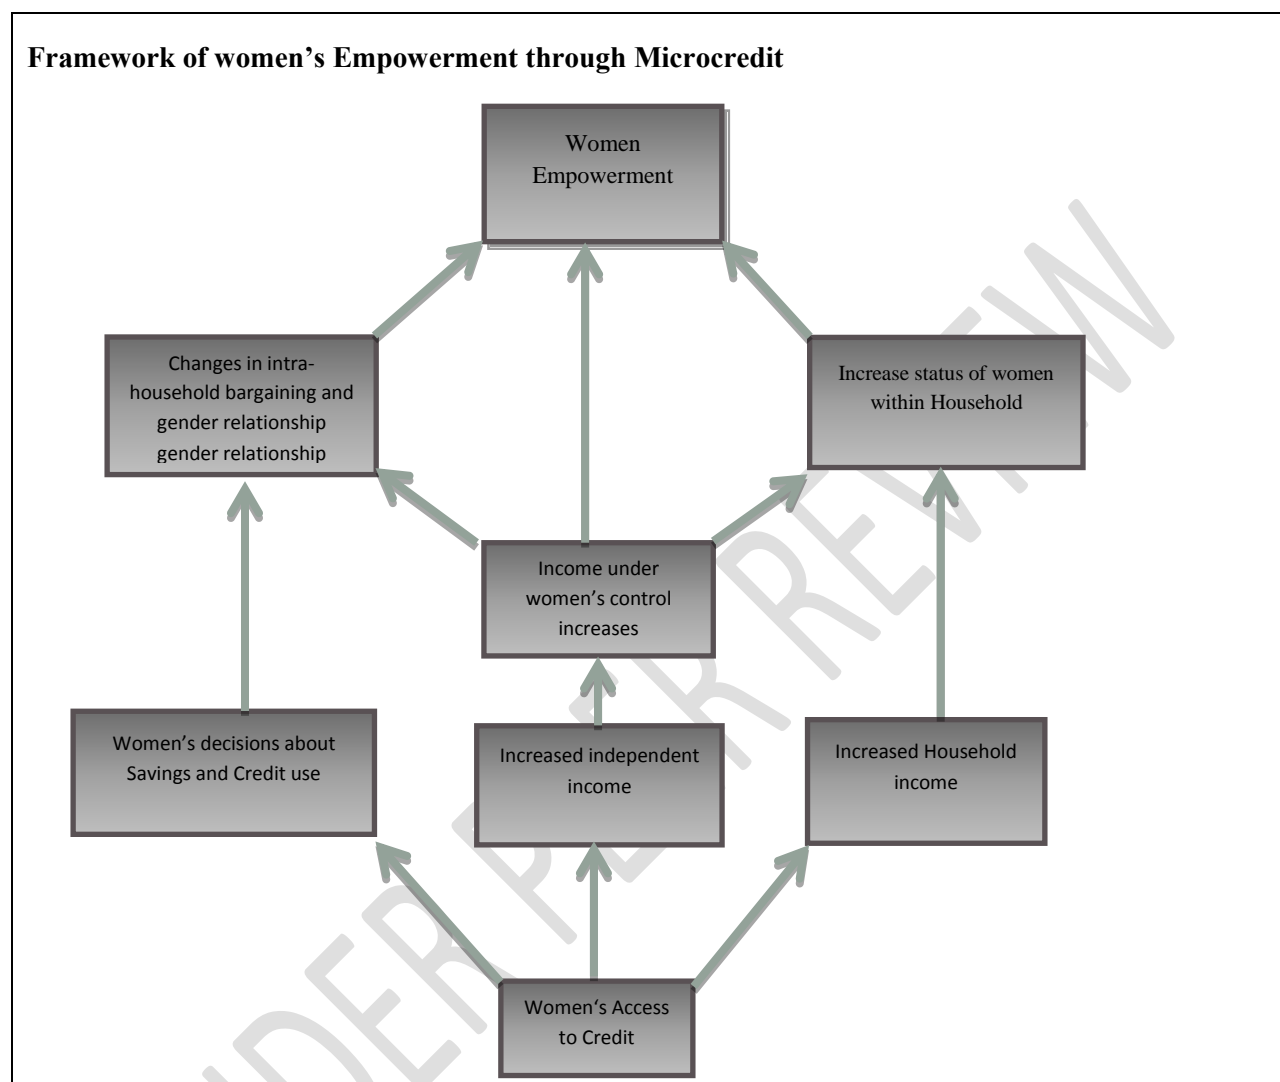 Framework of women’s Empowerment through Microcredit
Women
Empowerment
Changes in intra-
household bargaining and
gender relationship
gender relationship
Increase status of women
within Household
Income under
women’s control
increases
Women’s decisions about
Savings and Credit use
Increased independent
income
Increased Household
income
Women‘s Access
to Credit
NDER PEER REVIEW